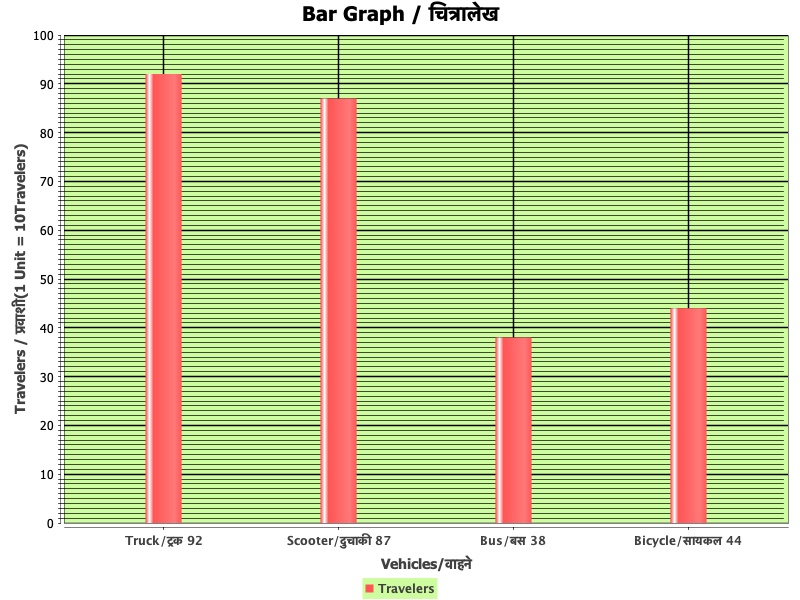 Bar Graph / चित्रालेख
Travelers / प्रवाशी(1 Unit = 10Travelers)
100
90
80
70
60
50
40
30
20
10
0
Truck/ट्रक 92 Scooter/दुचाकी 87 Bus/बस 38 Bicycle/सायकल 44
Vehicles/वाहने
Travelers